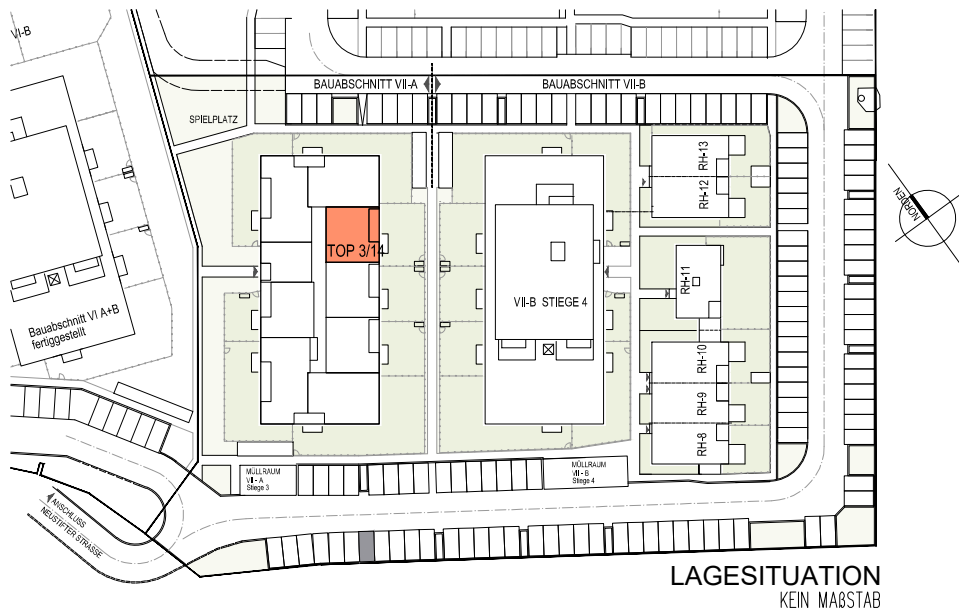 VI-B
BAUABSCHNITT VII-A
BAUABSCHNITT VII-B
SPIELPLATZ
RH-13
RH-12
NORDEN
TOP 3/14
RH-11
VII-B STIEGE 4
Bauabschnitt VI A+B
fertiggestellt
RH-10
RH-9
RH-8
MÜLLRAUM
VII - A
Stiege 3
MÜLLRAUM
VII - B
Stiege 4
ANSCHLUSS
NEUSTIFTER STRASSE
LAGESITUATION
KEIN MAßSTAB